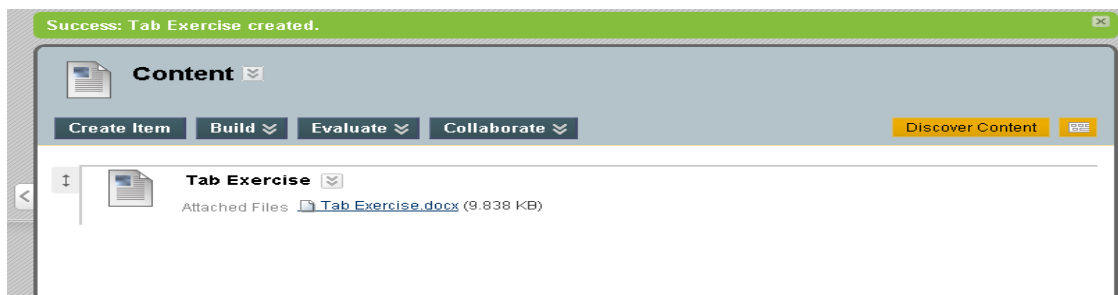 Success: Tab Exercise created.
Content
Create Item Build Evaluate Collaborate Discover Content
Tab Exercise
Attached Files Tab Exercise.docx (9.838 KB)